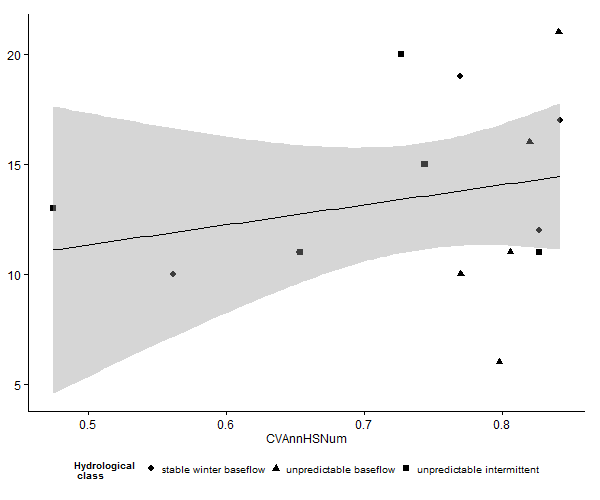 20
15
10
5
0.5 0.6 0.7 0.8
CVAnnHSNum
Hydrological
class
stable winter baseflow unpredictable baseflow unpredictable intermittent